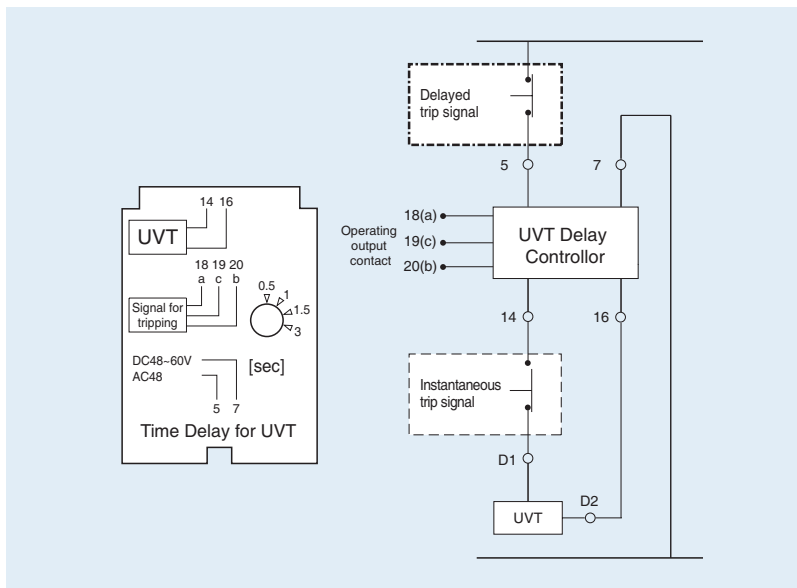 14 16
UVT
18 19 20
a c b
Signal for
tripping
0.5
1
1.5
3
DC48~60V
AC48
[sec]
5 7
Time Delay for UVT
Delayed
trip signal
5
7
18(a)
19(c)
20(b)
Operating
output
contact
UVT Delay
Controllor
14
16
Instantaneous
trip signal
D1
D2
UVT